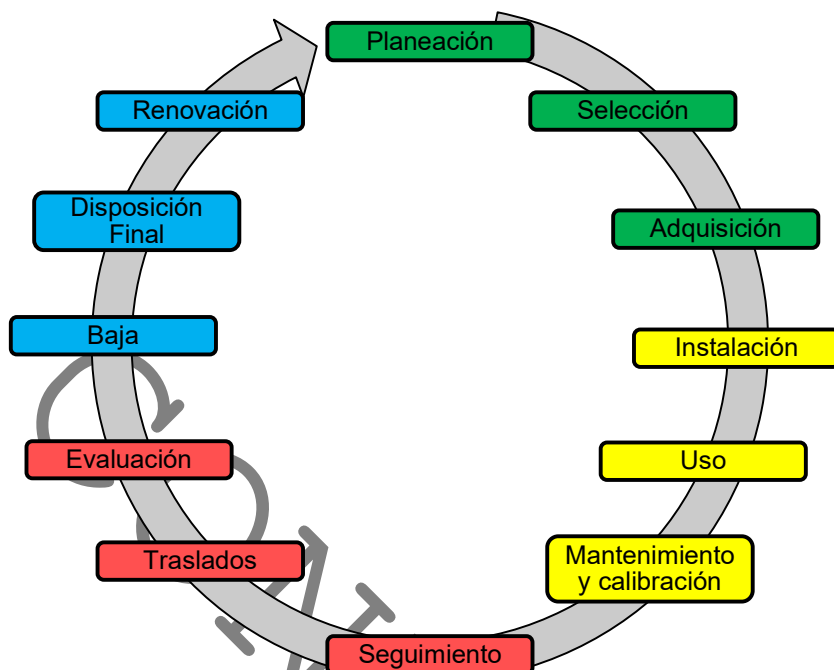 Planeación
Selección
Adquisición
Instalación
Uso
Mantenimiento
y calibración
Seguimiento
Traslados
Evaluación
Baja
Disposición
Final
Renovación